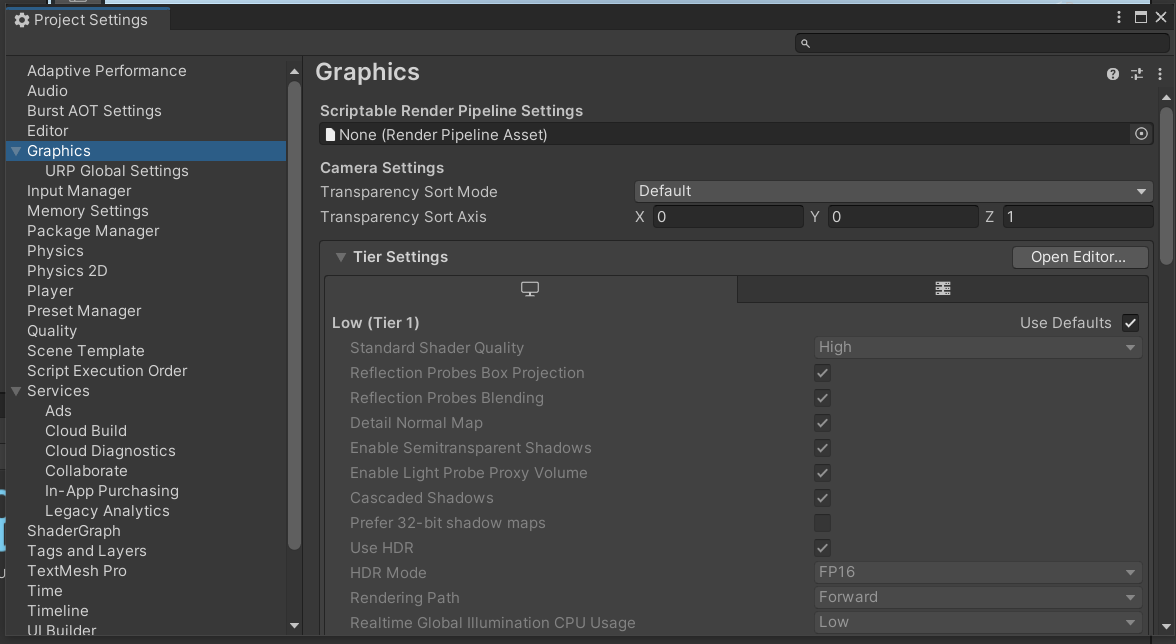 Project Settings
Adaptive Performance
Audio
Burst AOT Settings
Editor
Graphics
URP Global Settings
Input Manager
Memory Settings
Package Manager
Physics
Physics 2D
Player
Preset Manager
Quality
Scene Template
Script Execution Order
Services
Ads
Cloud Build
Cloud Diagnostics
Collaborate
In-App Purchasing
Legacy Analytics
ShaderGraph
Tags and Layers
TextMesh Pro
Time
Timeline
UI Builder
Graphics
Scriptable Render Pipeline Settings
None (Render Pipeline Asset)
Camera Settings
Transparency Sort Mode Default
Transparency Sort Axis X 0 Y 0 Z 1
Tier Settings Open Editor...
Low (Tier 1) Use Defaults
Standard Shader Quality High
Reflection Probes Box Projection
Reflection Probes Blending
Detail Normal Map
Enable Semitransparent Shadows
Enable Light Probe Proxy Volume
Cascaded Shadows
Prefer 32-bit shadow maps
Use HDR
HDR Mode FP16
Rendering Path Forward
Realtime Global Illumination CPU Usage Low